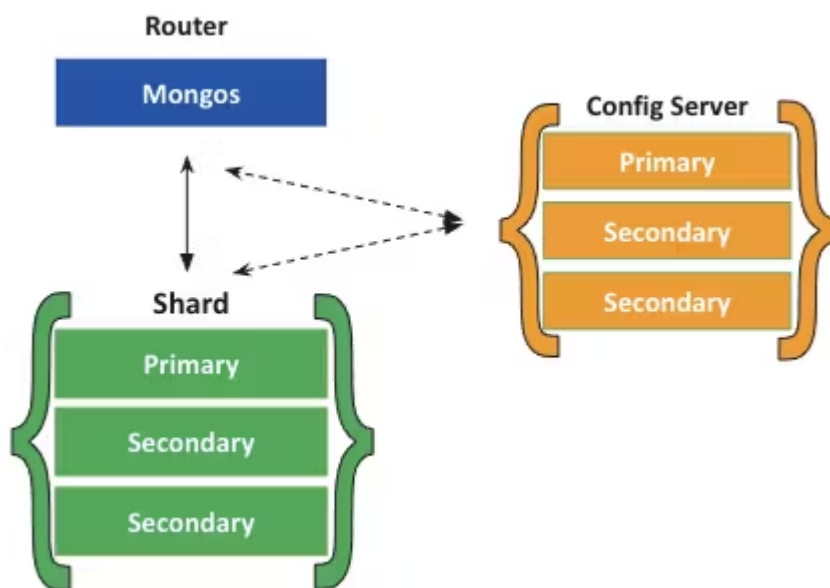 Router
Mongos
Config Server
Primary
Secondary
Secondary
Shard
Primary
Secondary
Secondary